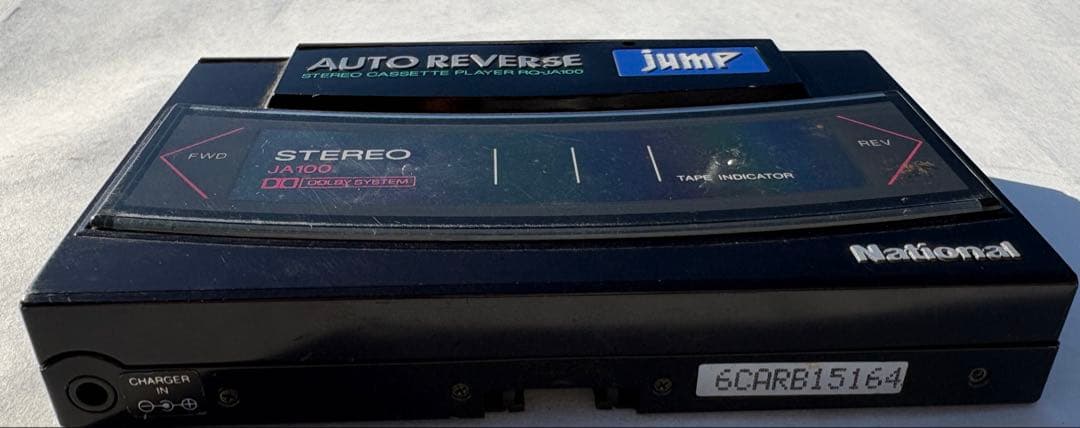 AUTO REVERSE
STEREO CASSETTE PLAYER RQ-JA100
jump
FWD
STEREO
JA100
DOLBY SYSTEM
TAPE INDICATOR
REV
National
CHARGER
IN
6CARB15164